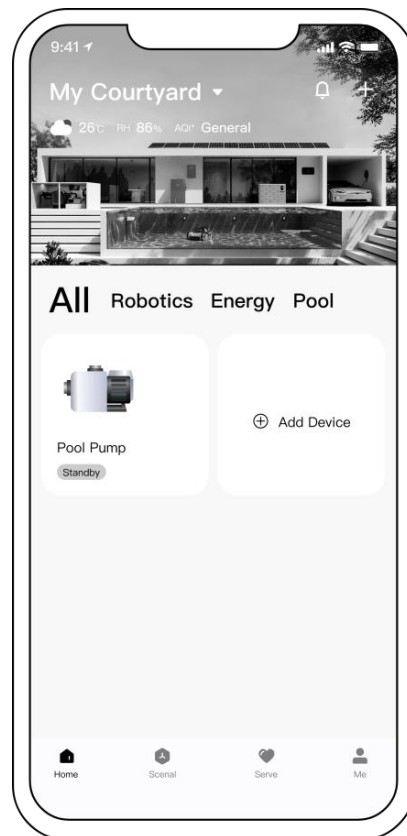 9:41
My Courtyard
26°C RH 86% AQI* General
All Robotics Energy Pool
Pool Pump
Standby
Add Device
Home Scenal Serve Me